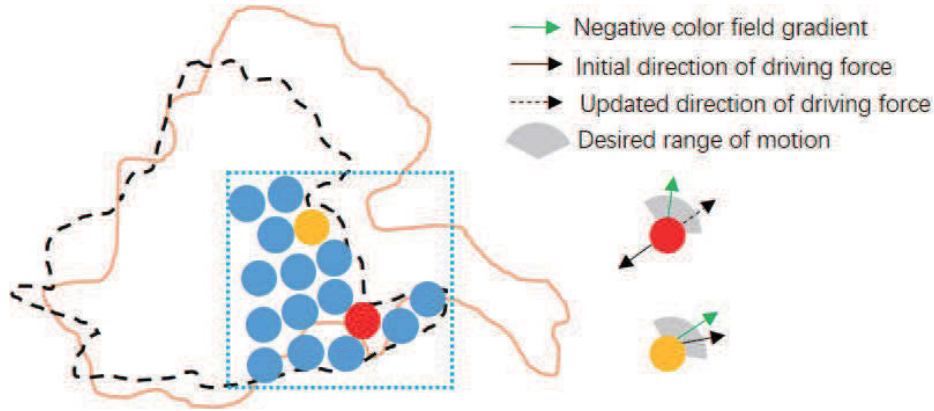 Negative color field gradient
Initial direction of driving force
Updated direction of driving force
Desired range of motion